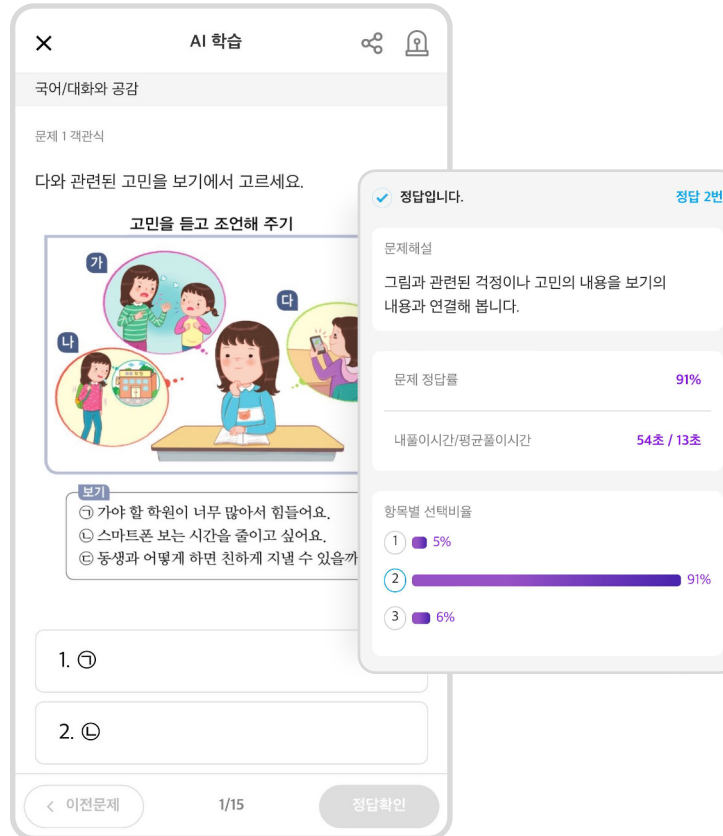 AI 학습
국어/대화와 공감
문제 1 객관식
다와 관련된 고민을 보기에서 고르세요.
고민을 듣고 조언해 주기
가
나
다
보기
㉠ 가야 할 학원이 너무 많아서 힘들어요.
㉡ 스마트폰 보는 시간을 줄이고 싶어요.
㉢ 동생과 어떻게 하면 친하게 지낼 수 있을까
1. ㉠
2. ㉡
이전문제
1/15
정답확인
정답입니다.
정답 2번
문제해설
그림과 관련된 걱정이나 고민의 내용을 보기의
내용과 연결해 봅니다.
문제 정답률
91%
내풀이시간/평균풀이시간
54초 / 13초
항목별 선택비율
1 5%
2 91%
3 6%